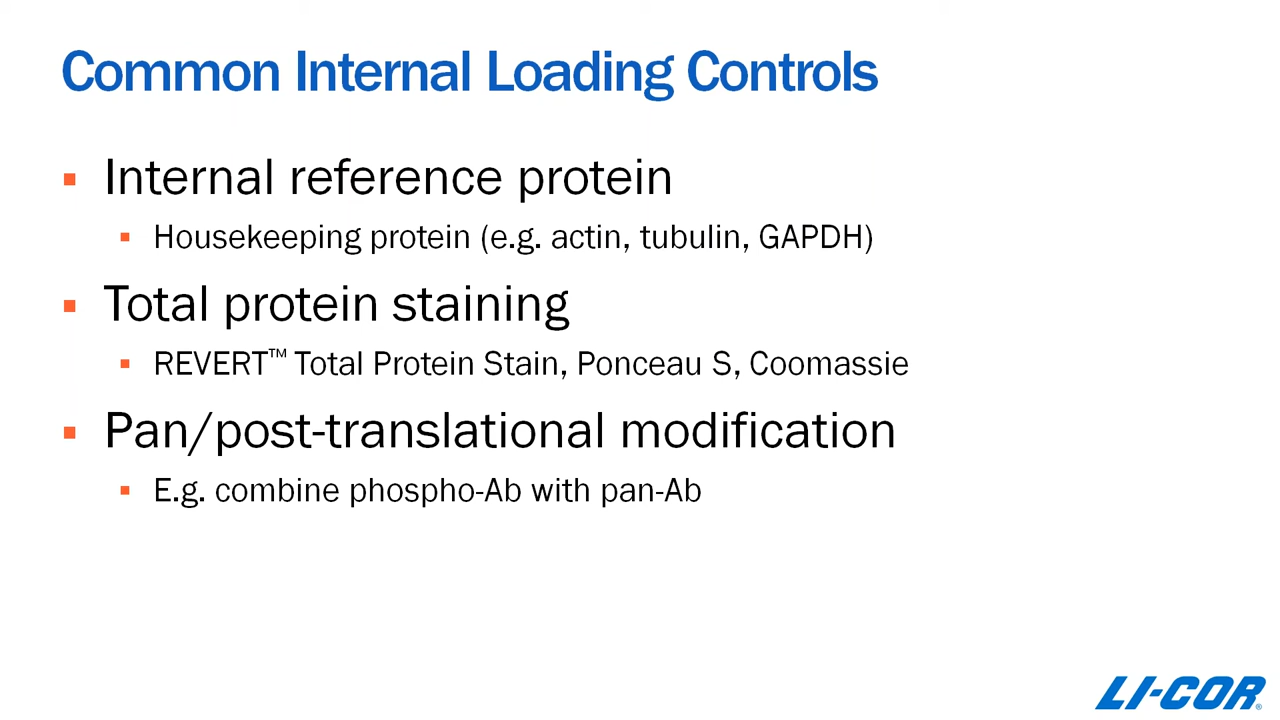 Common Internal Loading Controls
▪ Internal reference protein
▪ Housekeeping protein (e.g. actin, tubulin, GAPDH)
▪ Total protein staining
▪ REVERT™ Total Protein Stain, Ponceau S, Coomassie
▪ Pan/post-translational modification
▪ E.g. combine phospho-Ab with pan-Ab
LI-COR®